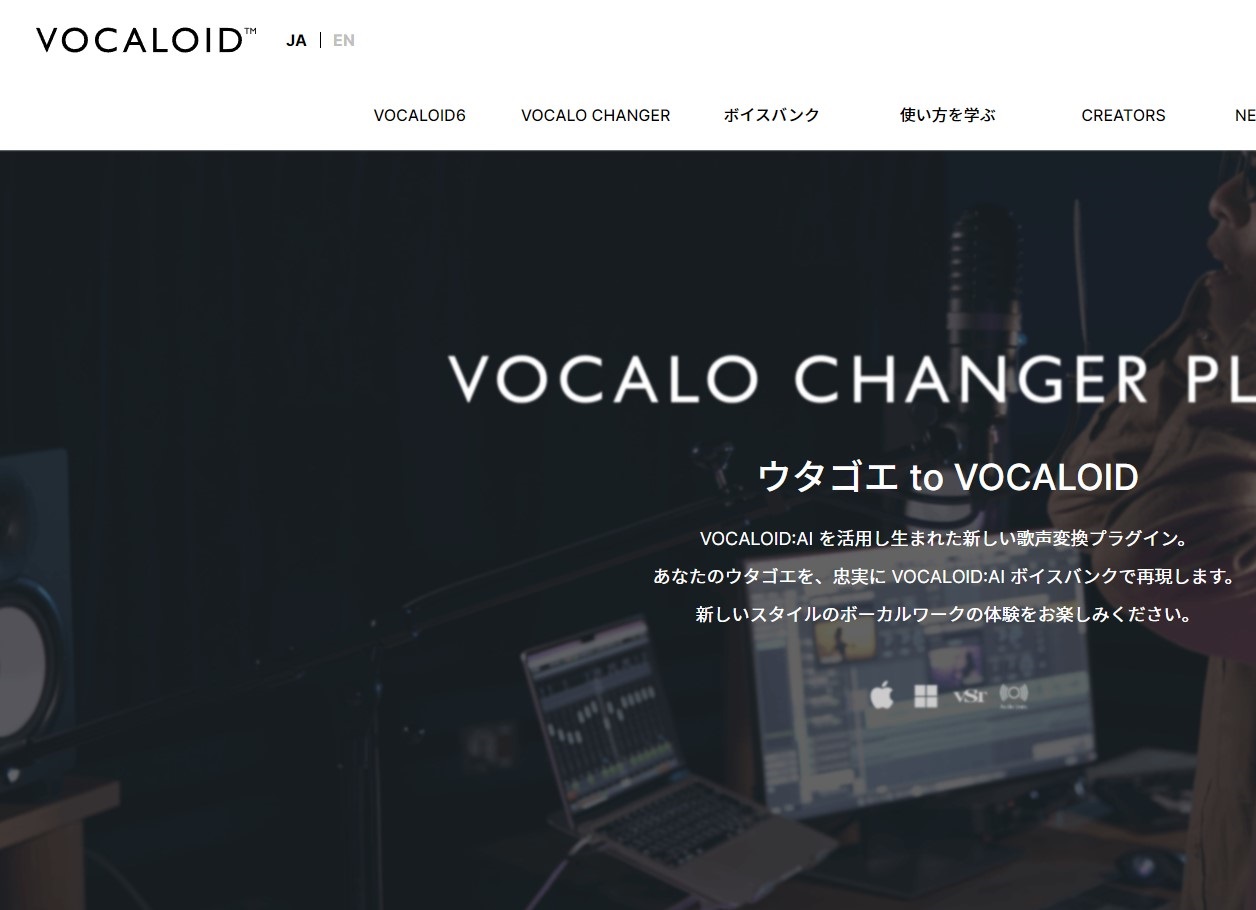 VOCALOID™ JA | EN
VOCALOID6 VOCALO CHANGER ボイスバンク 使い方を学ぶ CREATORS NE
VOCALO CHANGER PL
ウタゴエ to VOCALOID
VOCALOID:AI を活用し生まれた新しい歌声変換プラグイン。
あなたのウタゴエを、忠実に VOCALOID:AI ボイスバンクで再現します。
新しいスタイルのボーカルワークの体験をお楽しみください。